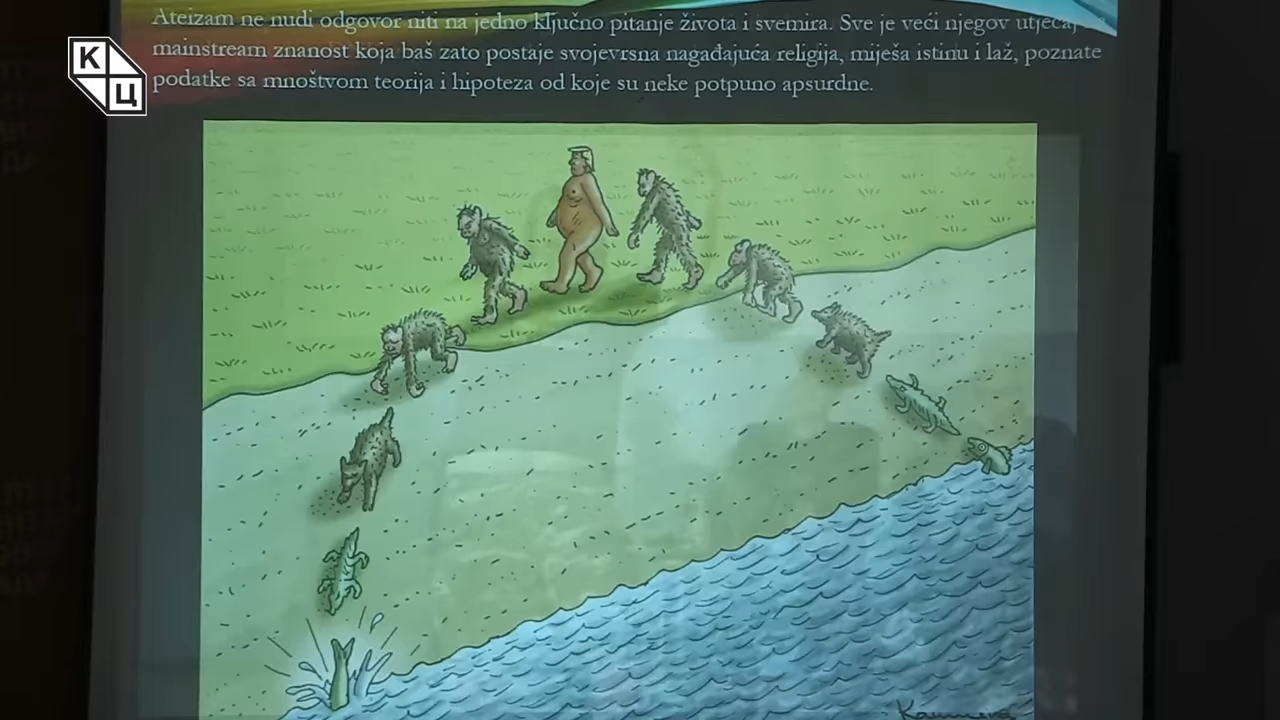 Ateizam ne nudi odgovor niti na jedno ključno pitanje života i svemira. Sve je veći njegov utjecaj
mainstream znanost koja baš zato postaje svojevrsna nagađajuća religija, miješa istinu i laž, poznate
podatke sa mnoštvom teorija i hipoteza od koje su neke potpuno apsurdne.
К
Ц